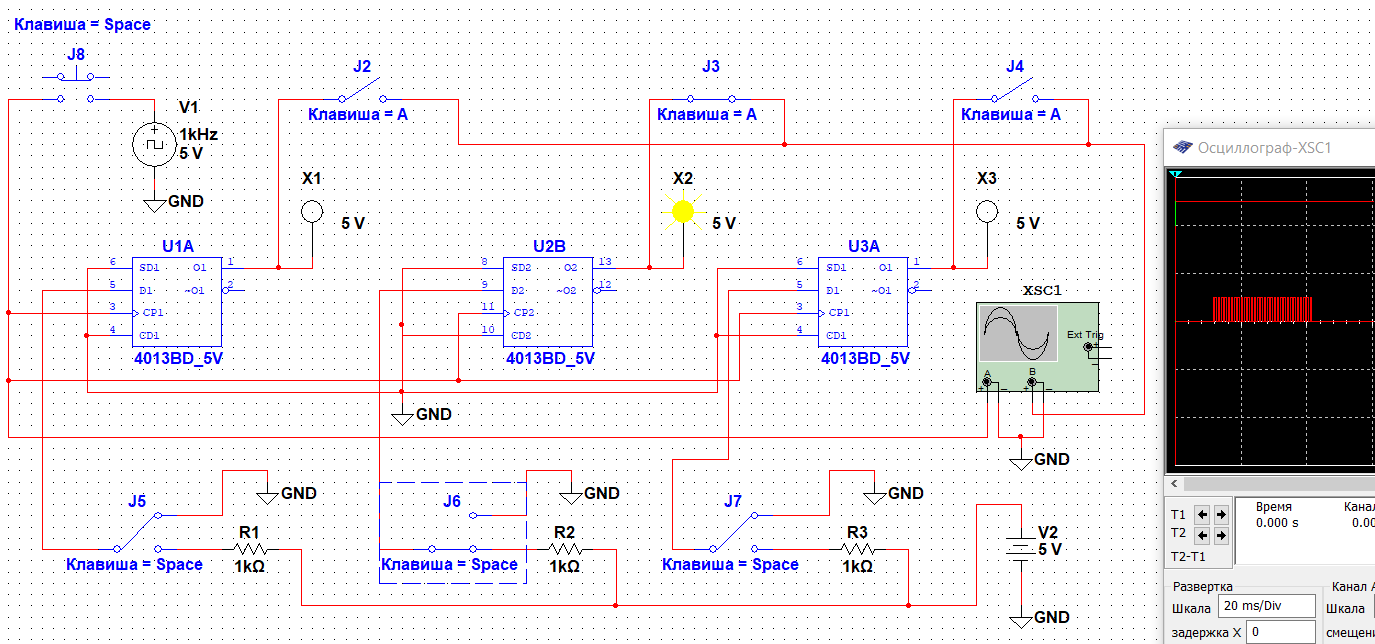 Клавиша = Space
J8
V1
1kHz
5 V
GND
J2
Клавиша = A
J3
Клавиша = A
J4
Клавиша = A
X1
5 V
X2
5 V
X3
5 V
U1A
6
5
3
4
SD1
D1
CP1
CD1
O1
~O1
1
2
4013BD_5V
U2B
8
9
11
10
SD2
D2
CP2
CD2
O2
~O2
13
12
4013BD_5V
U3A
6
5
3
4
SD1
D1
CP1
CD1
O1
~O1
1
2
4013BD_5V
GND
XSC1
Ext Trig
A
B
GND
J5
Клавиша = Space
GND
R1
1kΩ
J6
Клавиша = Space
GND
R2
1kΩ
J7
Клавиша = Space
GND
R3
1kΩ
V2
5 V
GND
Осциллограф-XSC1
T1
T2
T2-T1
Время
0.000 s
Канал
0.00
Развертка
Шкала
20 ms/Div
задержка X
0
Канал A
Шкала
смещени